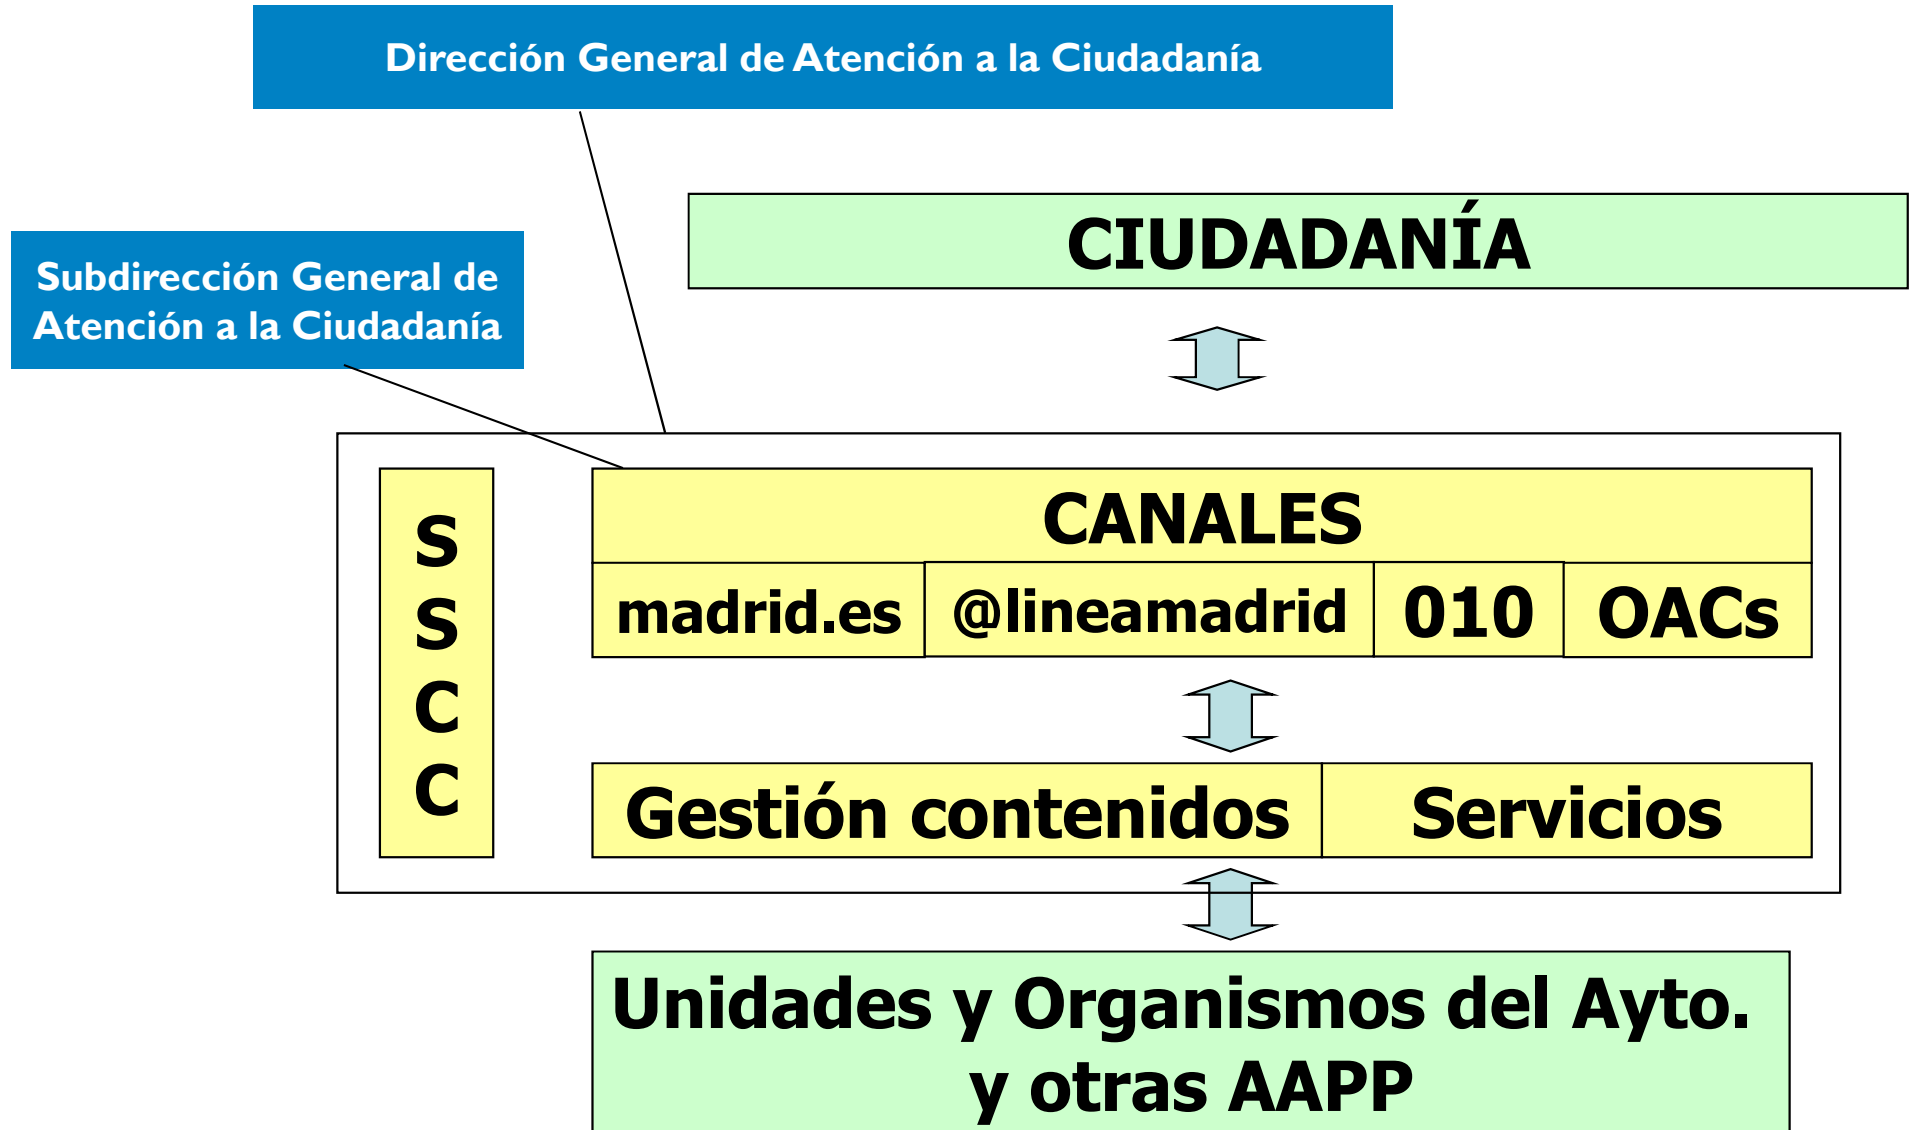 Dirección General de Atención a la Ciudadanía
CIUDADANÍA
Subdirección General de
Atención a la Ciudadanía
S
S
C
C
CANALES
madrid.es
@lineamadrid
010
OACs
Gestión contenidos
Servicios
Unidades y Organismos del Ayto.
y otras AAPP